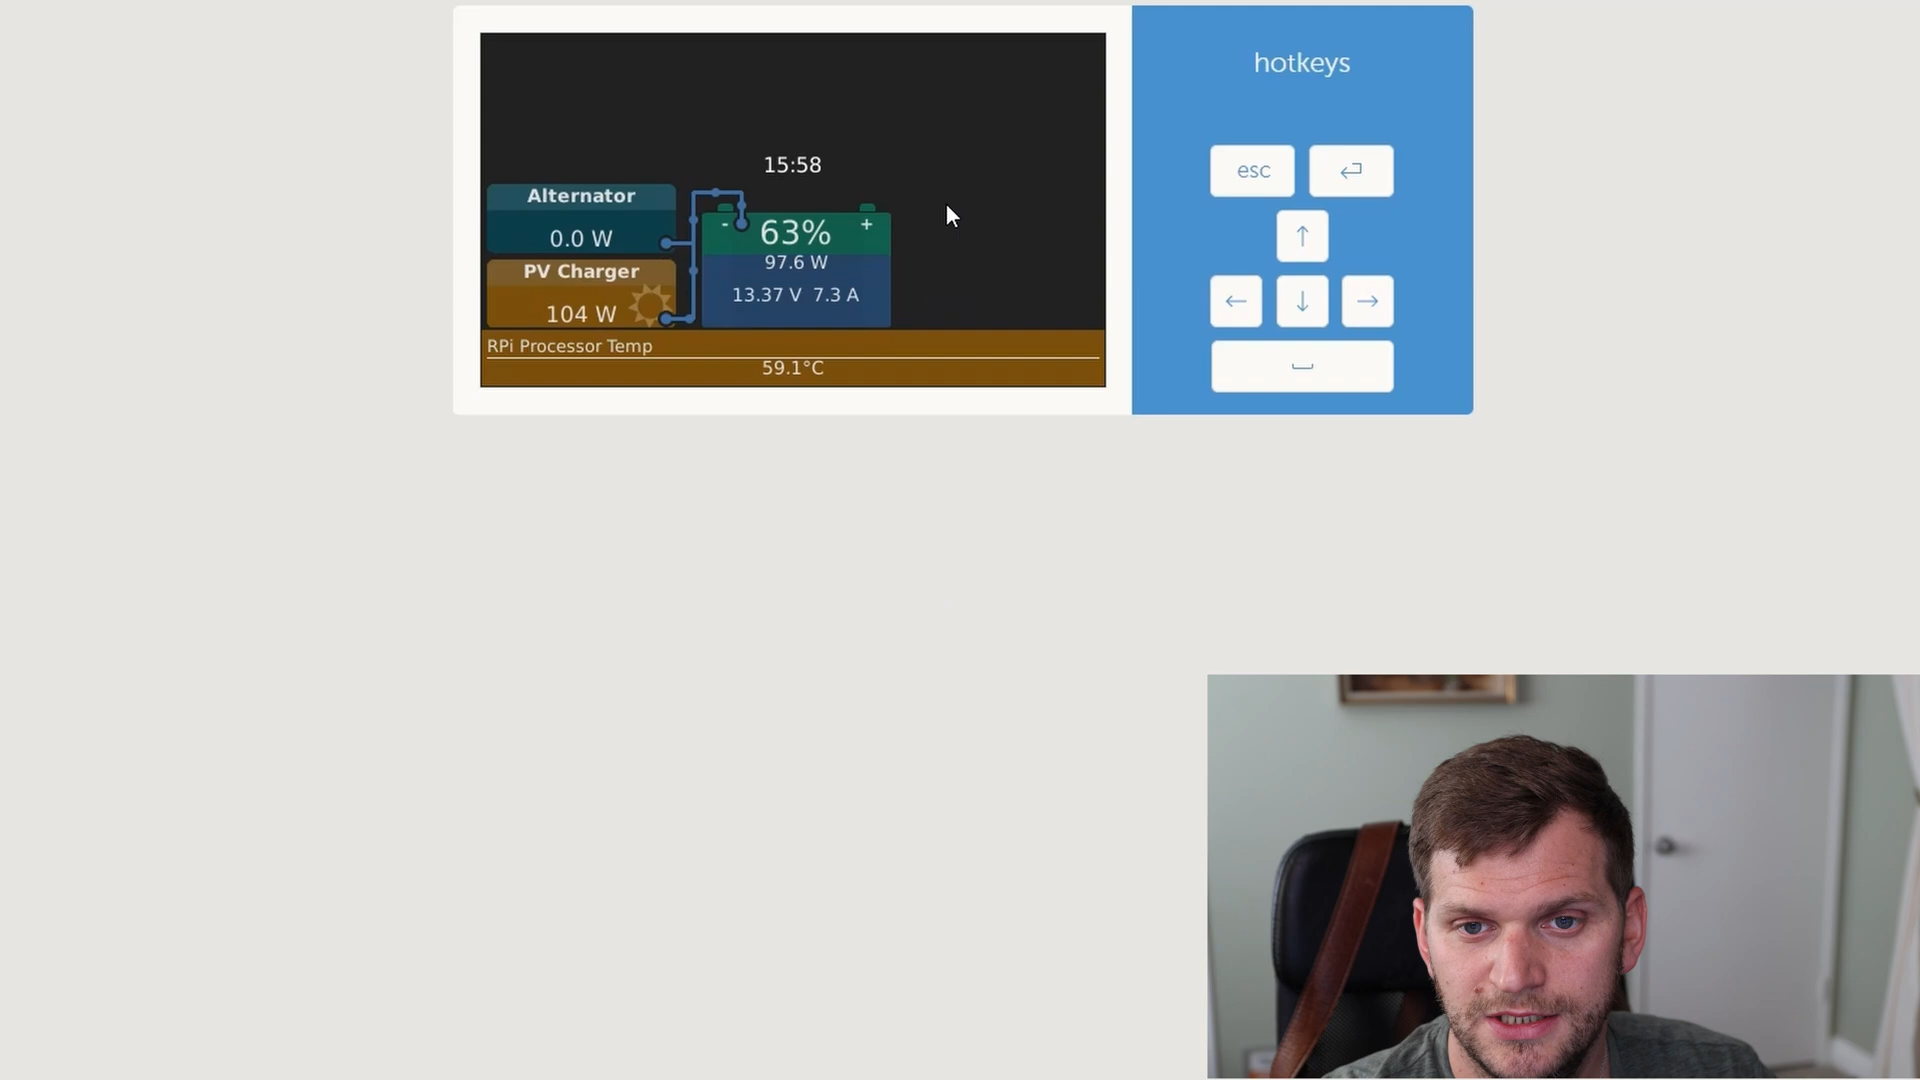 hotkeys
esc
15:58
Alternator
0.0 W
- 63% +
97.6 W
13.37 V 7.3 A
PV Charger
104 W
RPi Processor Temp
59.1°C